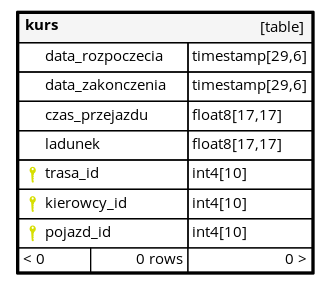 kurs [table]
data_rozpoczecia timestamp[29,6]
data_zakonczenia timestamp[29,6]
czas_przejazdu float8[17,17]
ladunek float8[17,17]
trasa_id int4[10]
kierowcy_id int4[10]
pojazd_id int4[10]
< 0 0 rows 0 >